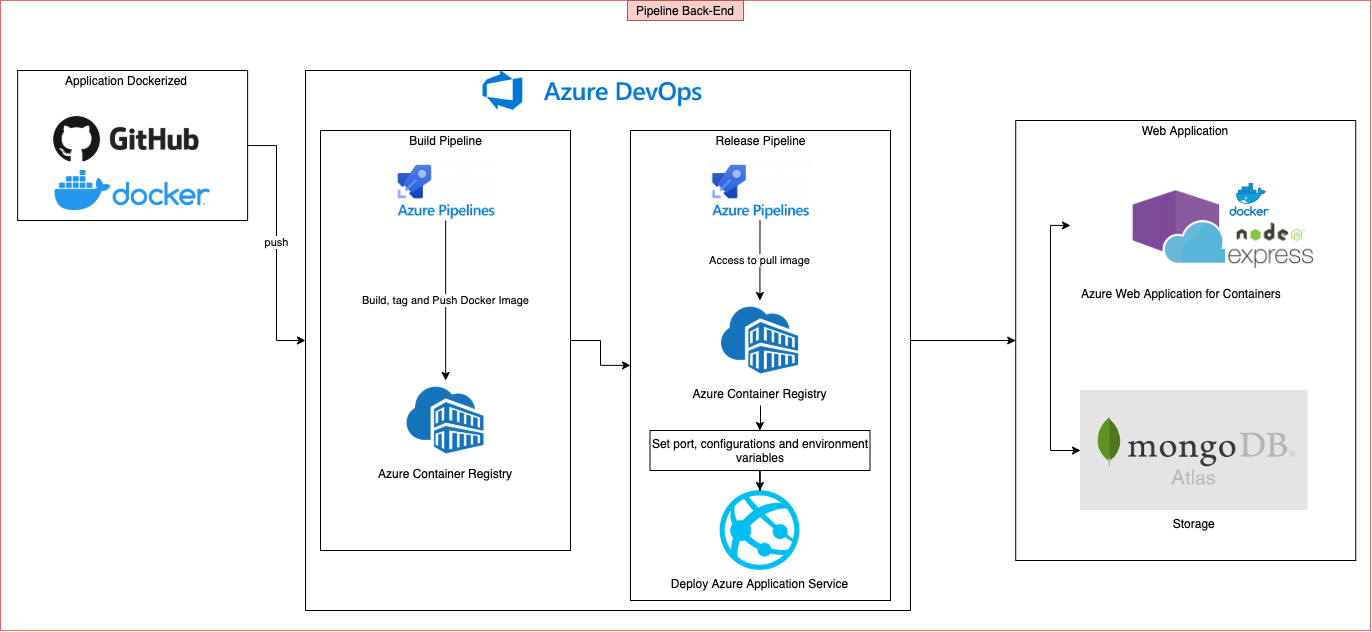 Pipeline Back-End
Application Dockerized
GitHub
docker
push
Azure DevOps
Build Pipeline
Azure Pipelines
Build, tag and Push Docker Image
Azure Container Registry
Release Pipeline
Azure Pipelines
Access to pull image
Azure Container Registry
Set port, configurations and environment
variables
Deploy Azure Application Service
Web Application
docker
node
express
Azure Web Application for Containers
mongoDB
Atlas
Storage